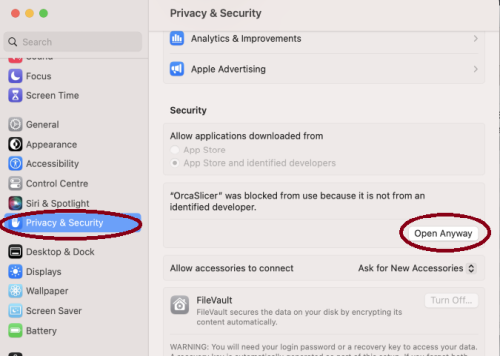 Privacy & Security
Search
Sound
Focus
Screen Time
General
Appearance
Accessibility
Control Centre
Siri & Spotlight
Privacy & Security
Desktop & Dock
Displays
Wallpaper
Screen Saver
Battery
Analytics & Improvements
Apple Advertising
Security
Allow applications downloaded from
App Store
App Store and identified developers
“OrcaSlicer” was blocked from use because it is not from an
identified developer.
Open Anyway
Allow accessories to connect
Ask for New Accessories
FileVault
Turn Off...
FileVault secures the data on your disk by encrypting its
content automatically.
WARNING: You will need your login password or a recovery key to access your data.